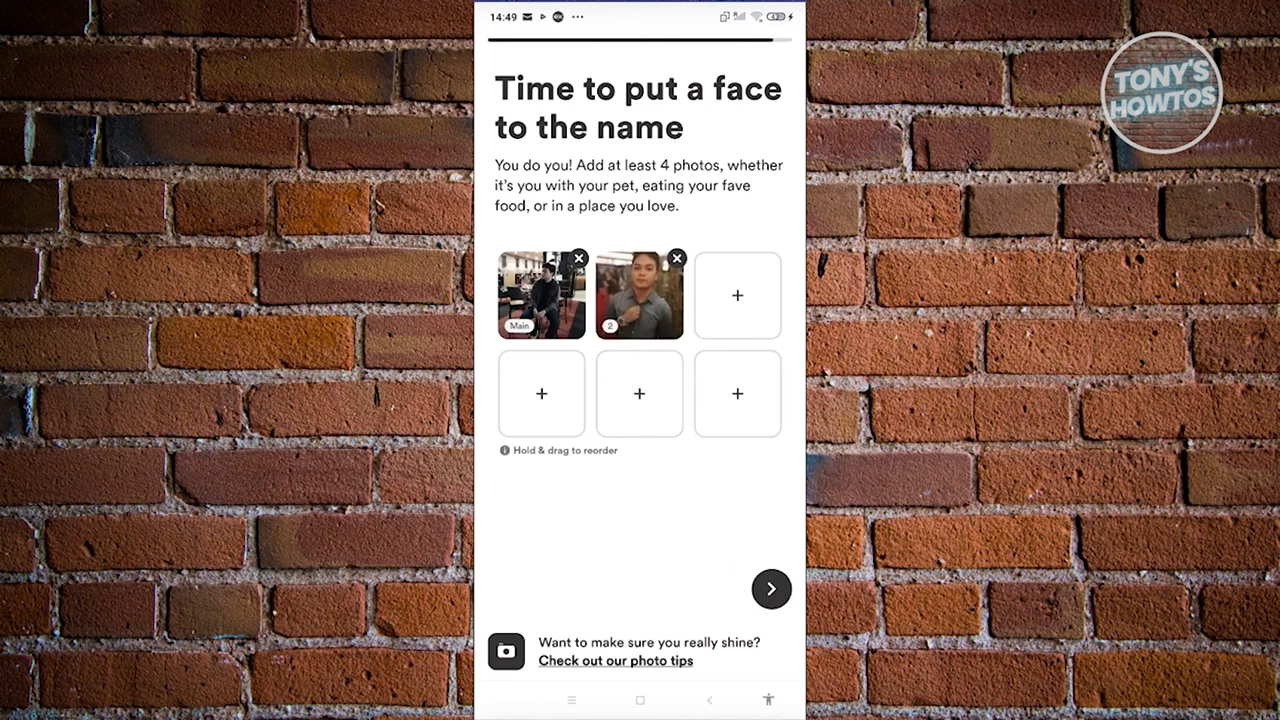 14:49
TONY'S
HOWTOS
Time to put a face
to the name
You do you! Add at least 4 photos, whether
it's you with your pet, eating your fave
food, or in a place you love.
Main
2
Hold & drag to reorder
Want to make sure you really shine?
Check out our photo tips